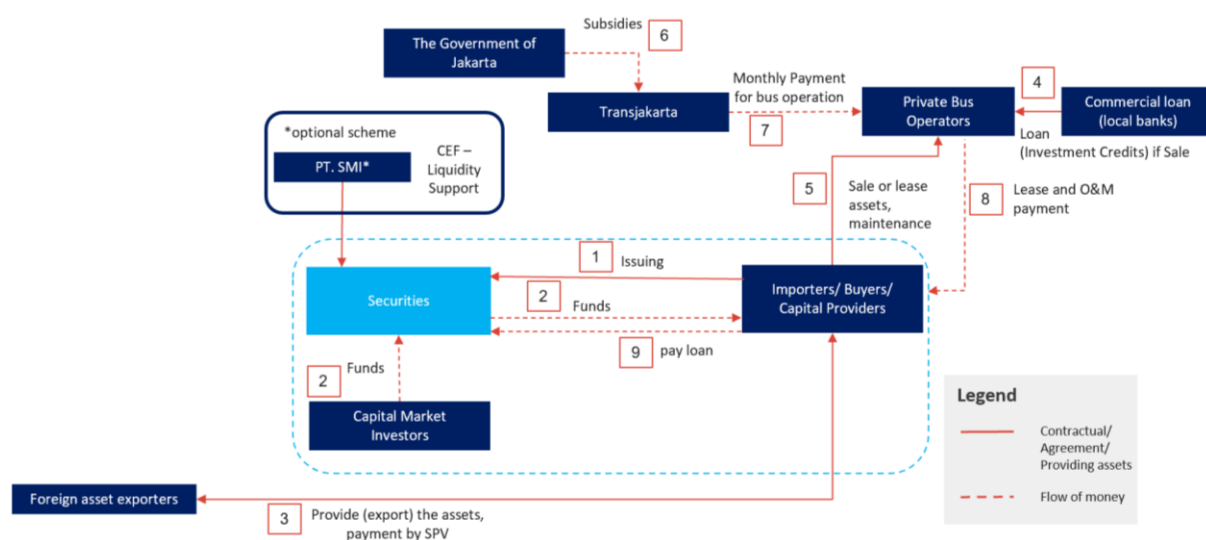 Subsidies
6
The Government of
Jakarta
Monthly Payment
for bus operation
4
Transjakarta
7
Private Bus
Operators
Commercial loan
(local banks)
Loan
(Investment Credits) if Sale
*optional scheme
PT. SMI*
CEF –
Liquidity
Support
5
Sale or lease
assets,
maintenance
8
Lease and O&M
payment
1
Issuing
Securities
2
Funds
Importers/ Buyers/
Capital Providers
9
pay loan
2
Funds
Capital Market
Investors
Legend
Contractual/
Agreement/
Providing assets
Flow of money
Foreign asset exporters
3
Provide (export) the assets,
payment by SPV